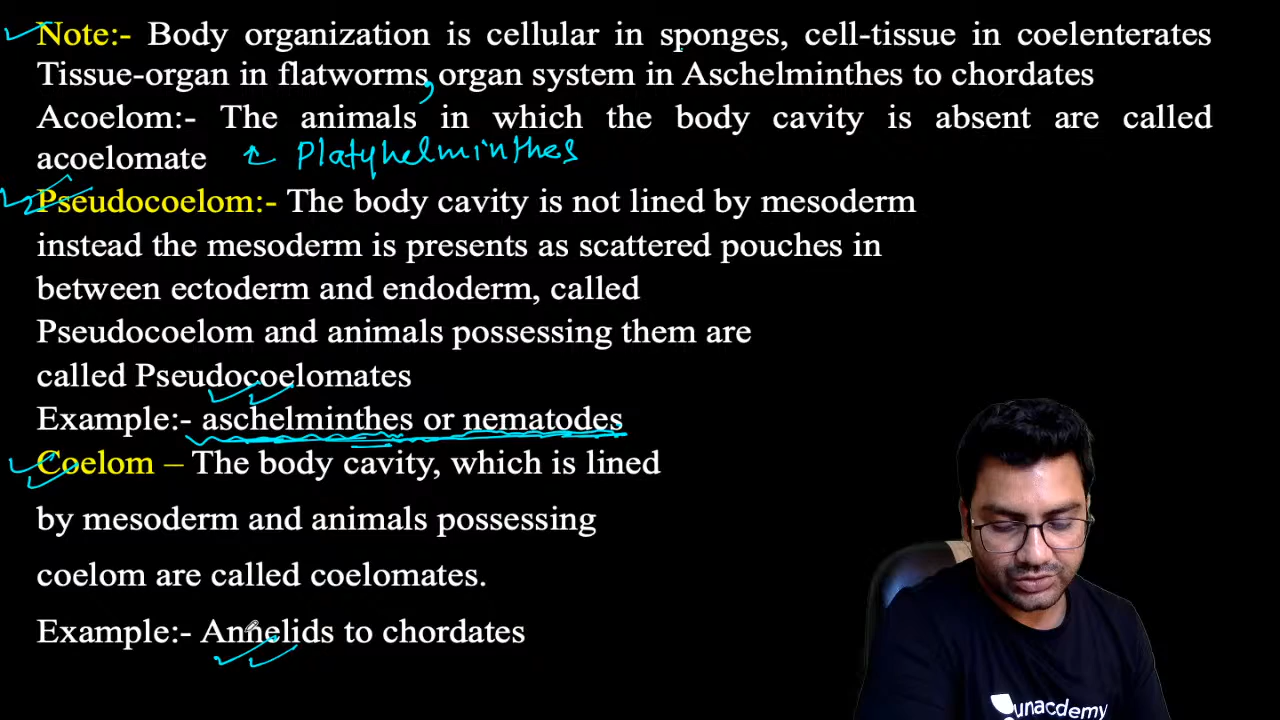 Note:- Body organization is cellular in sponges, cell-tissue in coelenterates
Tissue-organ in flatworms, organ system in Aschelminthes to chordates
Acoelom:- The animals in which the body cavity is absent are called
acoelomate Platyhelminthes
Pseudocoelom:- The body cavity is not lined by mesoderm
instead the mesoderm is presents as scattered pouches in
between ectoderm and endoderm, called
Pseudocoelom and animals possessing them are
called Pseudocoelomates
Example:- aschelminthes or nematodes
Coelom – The body cavity, which is lined
by mesoderm and animals possessing
coelom are called coelomates.
Example:- Annelids to chordates
unacdemy